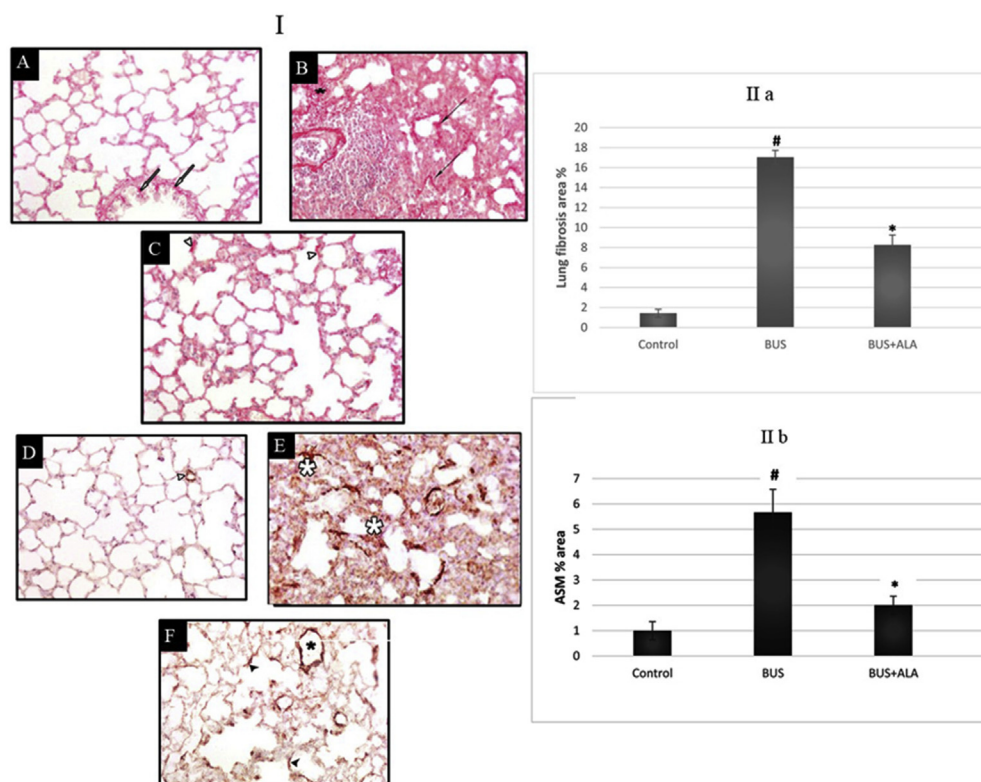 I
A
B
*
C
D
E
*
*
F
*
II a
Lung fibrosis area %
20
18
16
14
12
10
8
6
4
2
0
#
*
Control BUS BUS+ALA
II b
ASM % area
7
6
5
4
3
2
1
0
#
*
Control BUS BUS+ALA